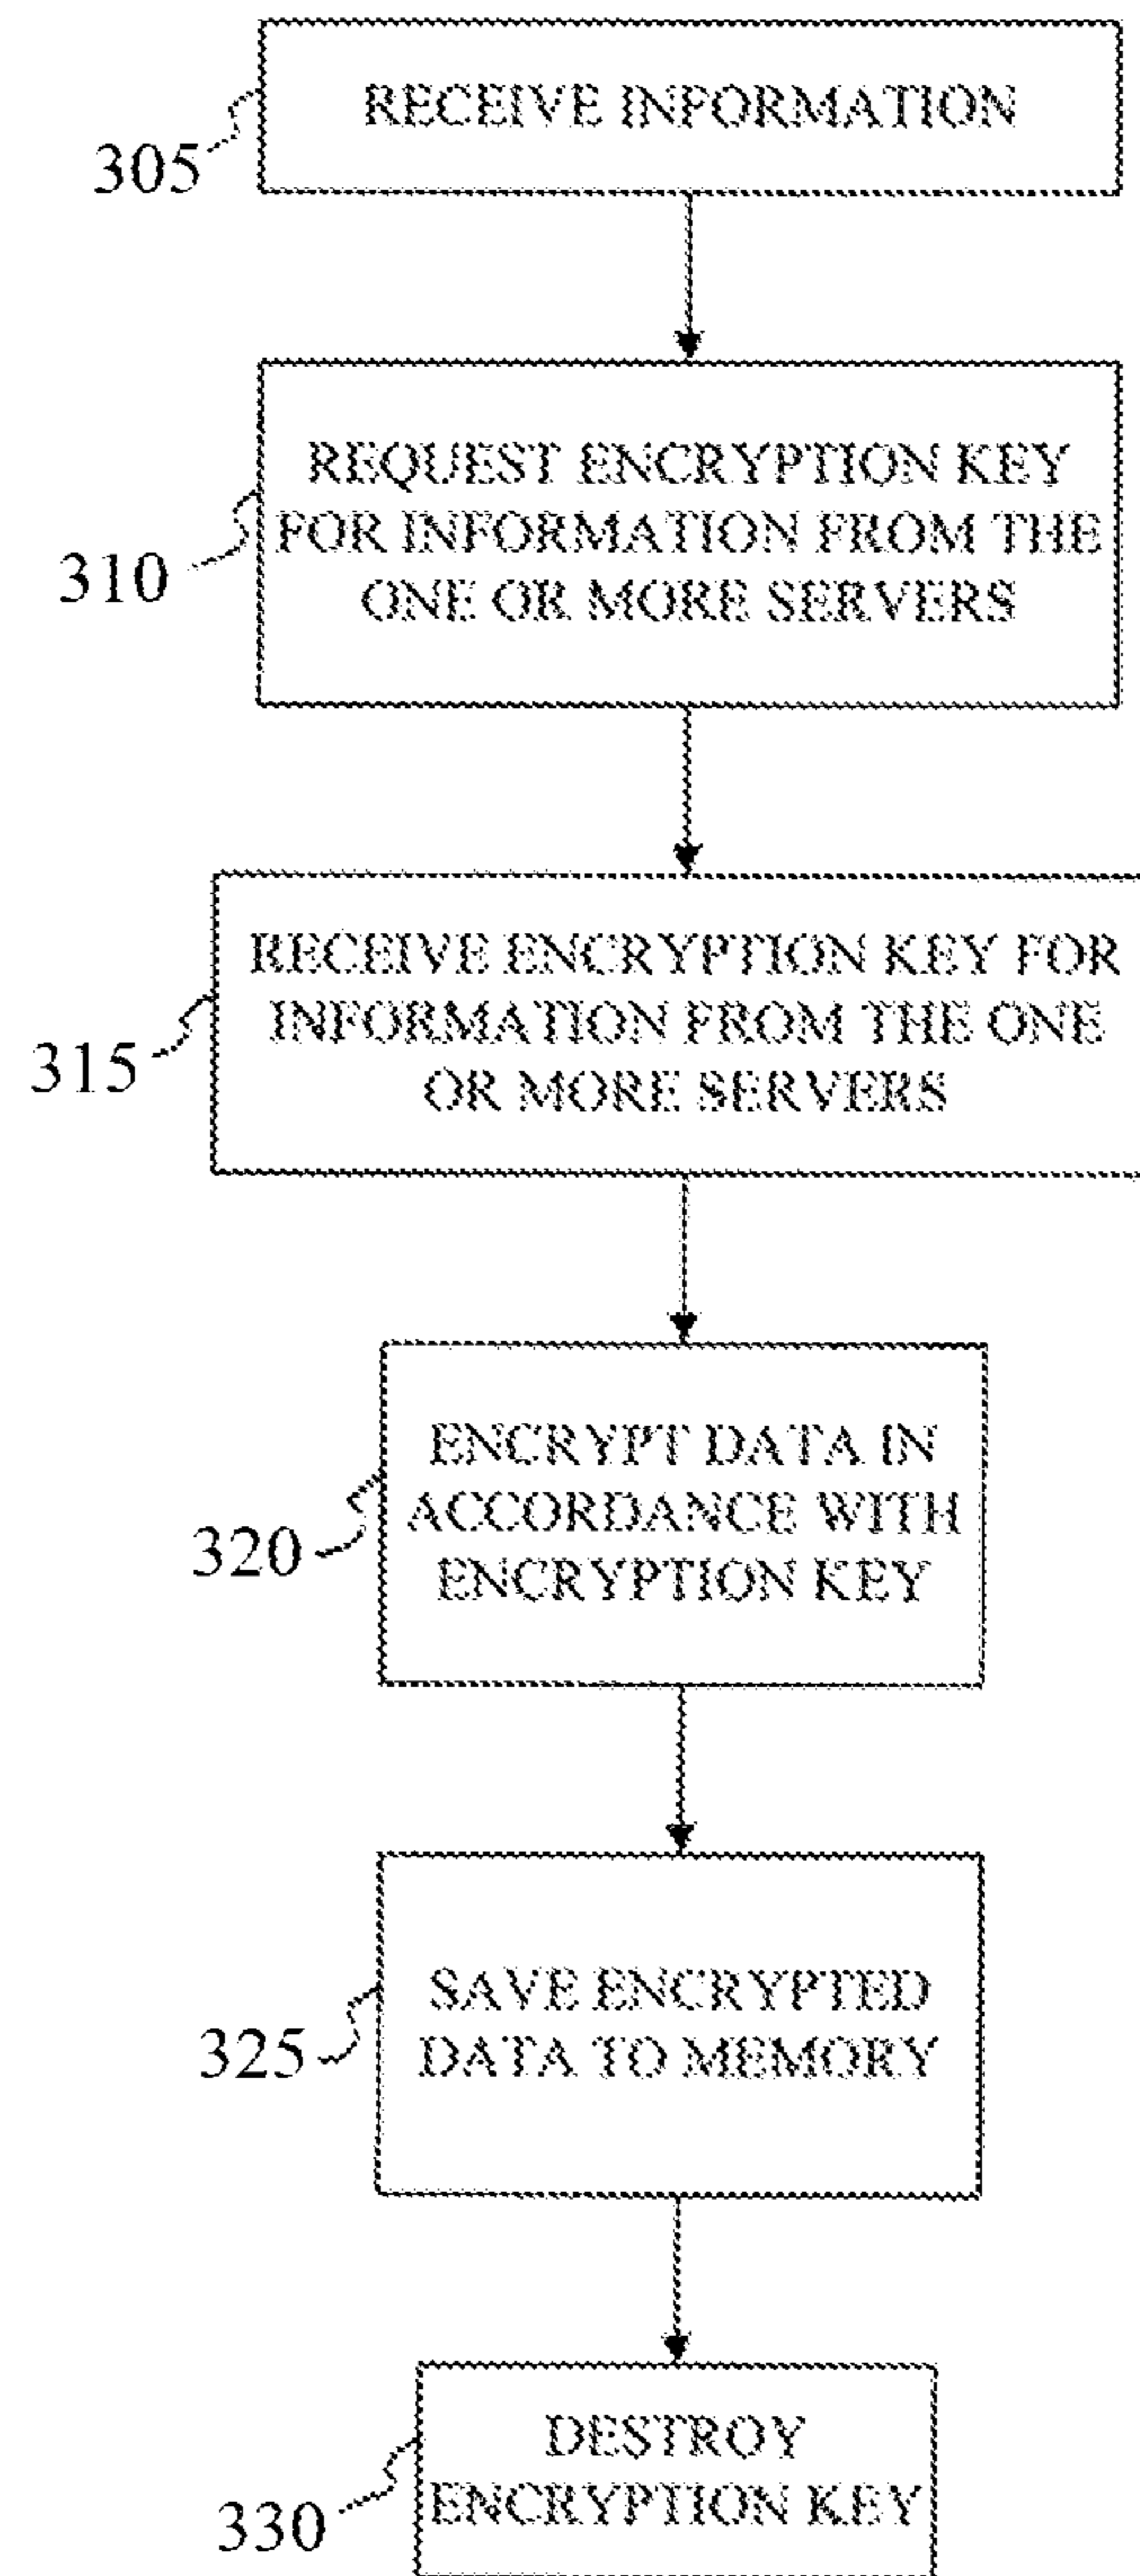 RECEIVE INFORMATION
305
REQUEST ENCRYPTION KEY
FOR INFORMATION FROM THE
ONE OR MORE SERVERS
310
RECEIVE ENCRYPTION KEY FOR
INFORMATION FROM THE ONE
OR MORE SERVERS
315
ENCRYPT DATA IN
ACCORDANCE WITH
ENCRYPTION KEY
320
SAVE ENCRYPTED
DATA TO MEMORY
325
DESTROY
ENCRYPTION KEY
330